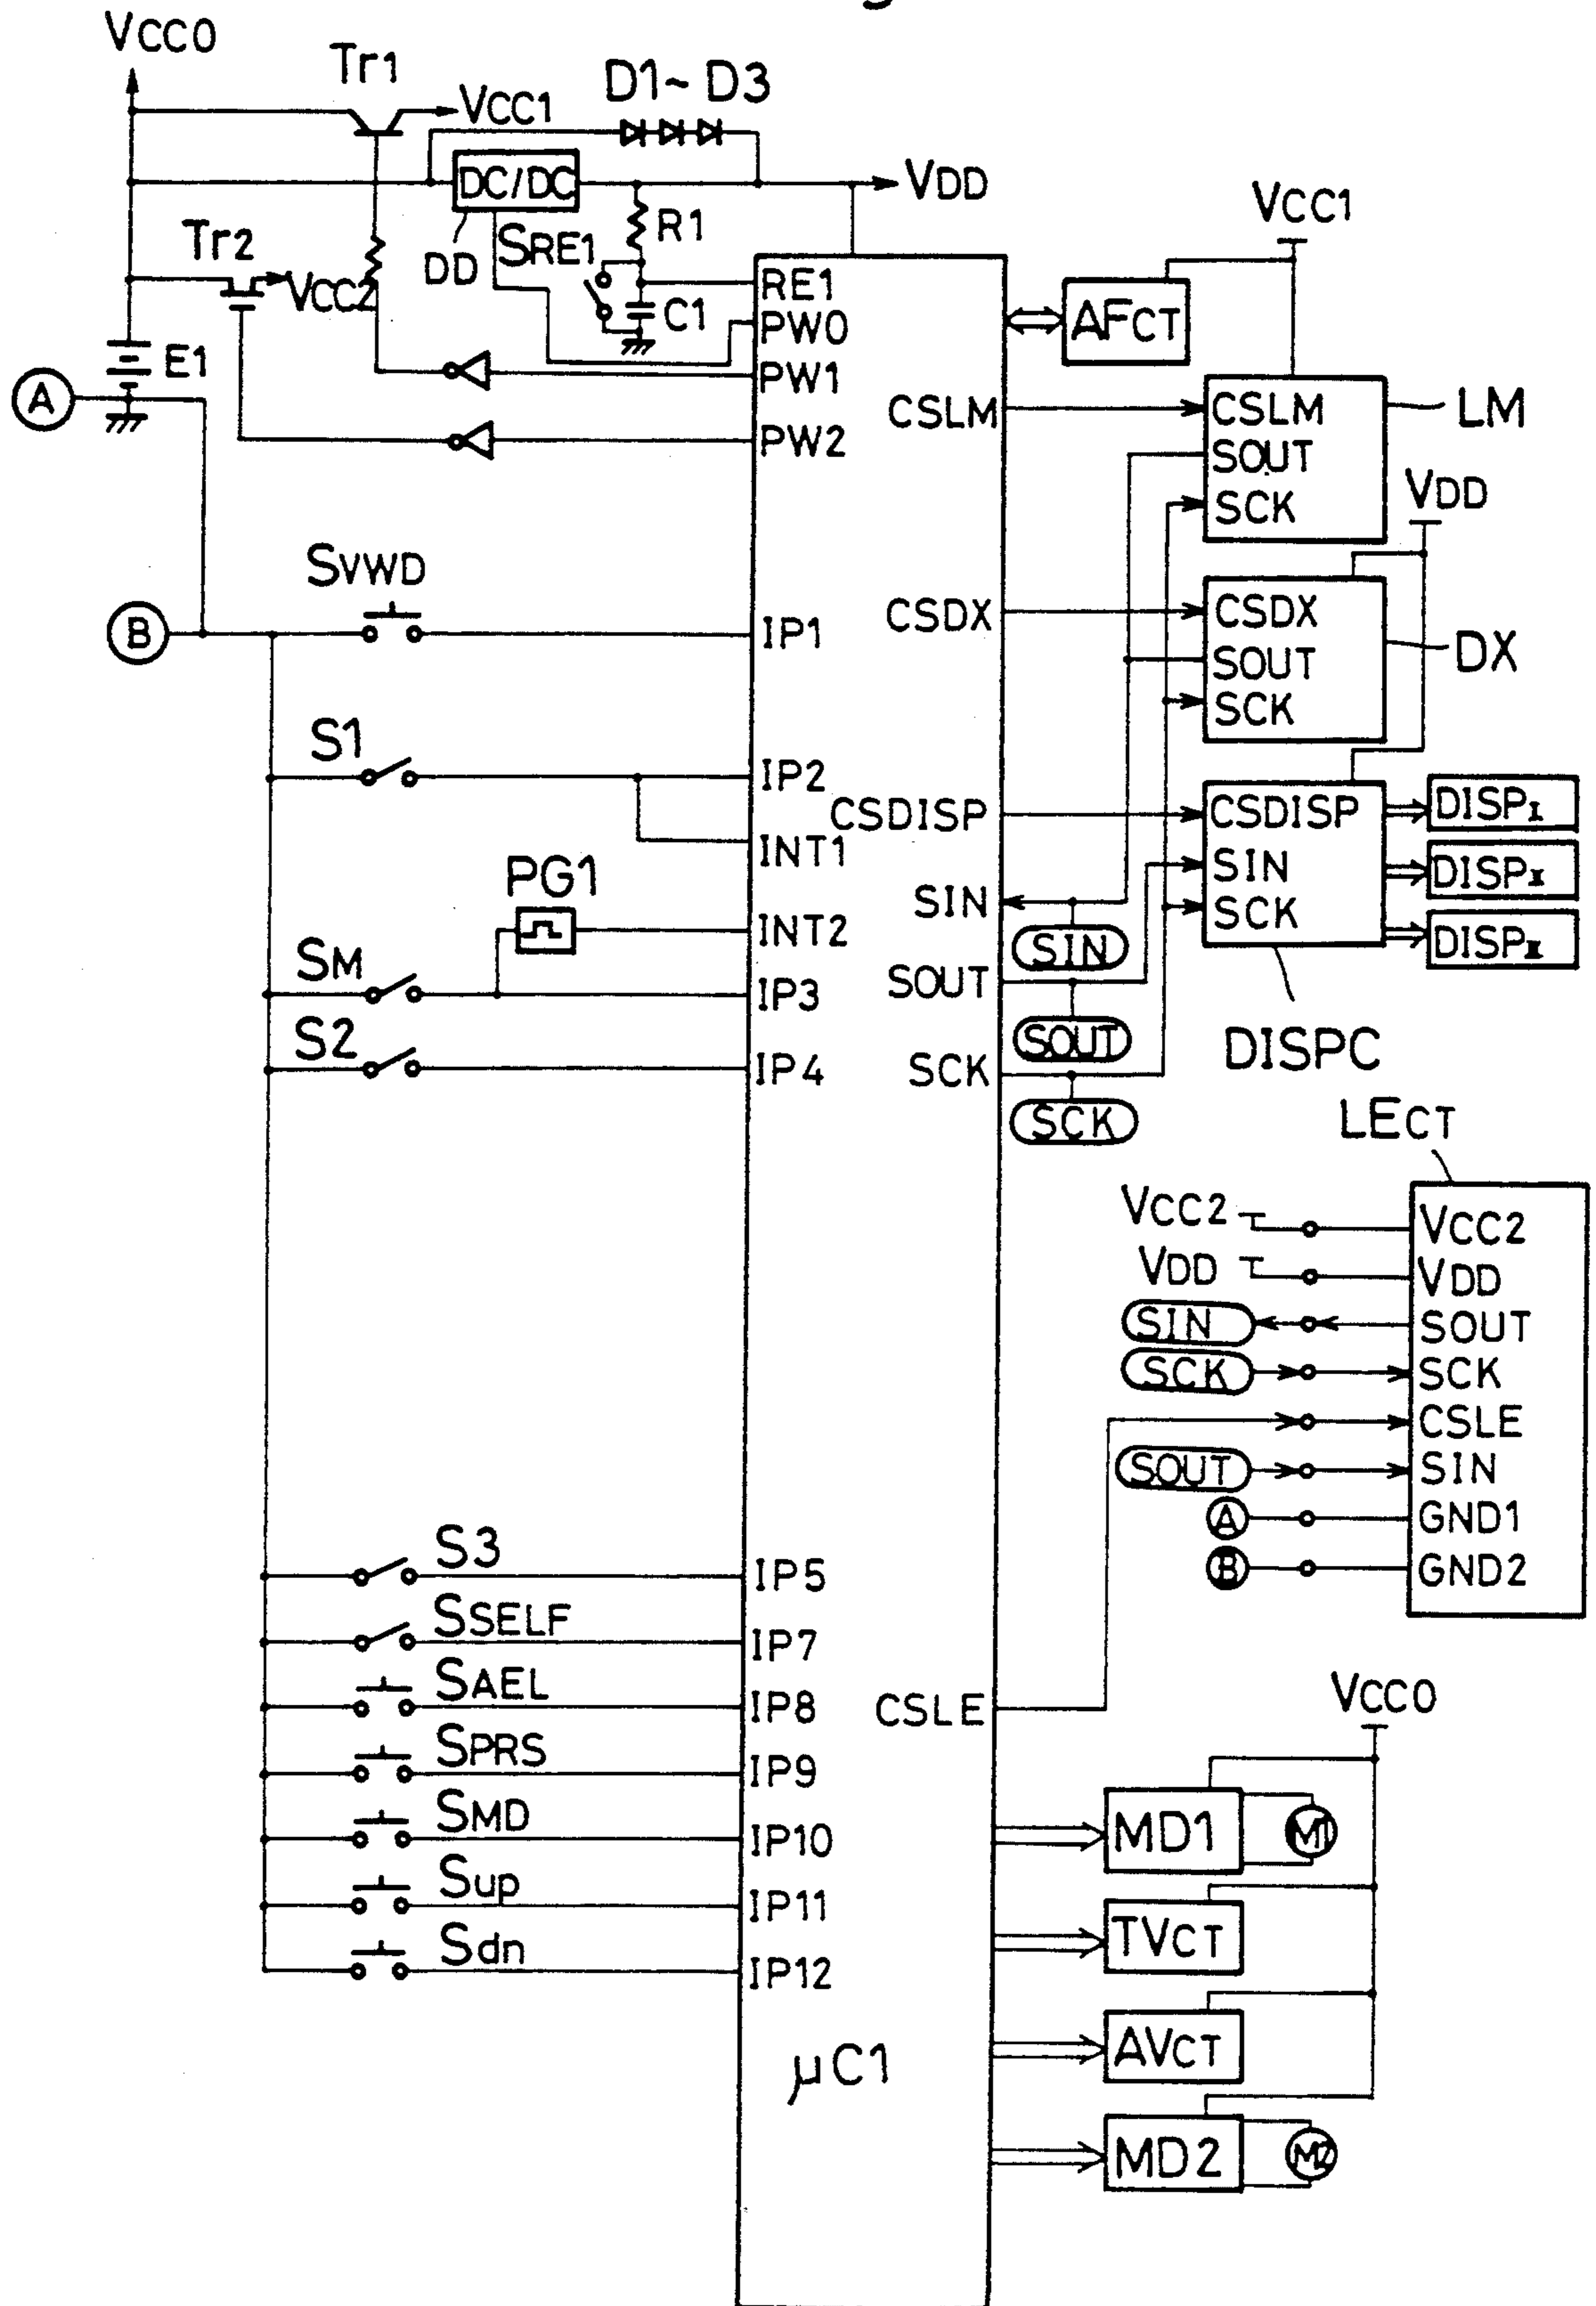 VCC0
Tr1
VCC1
D1~D3
DC/DC
VDD
R1
SRE1
DD
Tr2
VCC2
C1
E1
A
RE1
PW0
PW1
PW2
VCC1
AFCT
CSLM
CSLM
SOUT
SCK
LM
VDD
B
SVWD
IP1
CSDX
CSDX
SOUT
SCK
DX
S1
IP2
INT1
CSDISP
CSDISP
SIN
SCK
DISPI
DISPII
DISPIII
PG1
INT2
SIN
SIN
SM
IP3
SOUT
SOUT
DISPC
S2
IP4
SCK
SCK
LECT
VCC2
VCC2
VDD
VDD
SIN
SOUT
SCK
SCK
CSLE
SOUT
SIN
A
GND1
B
GND2
S3
IP5
SSELF
IP7
SAEL
IP8
CSLE
SPRS
IP9
SMD
IP10
Sup
IP11
Sdn
IP12
VCC0
MD1
M1
TVCT
AVCT
MD2
M2
μC1